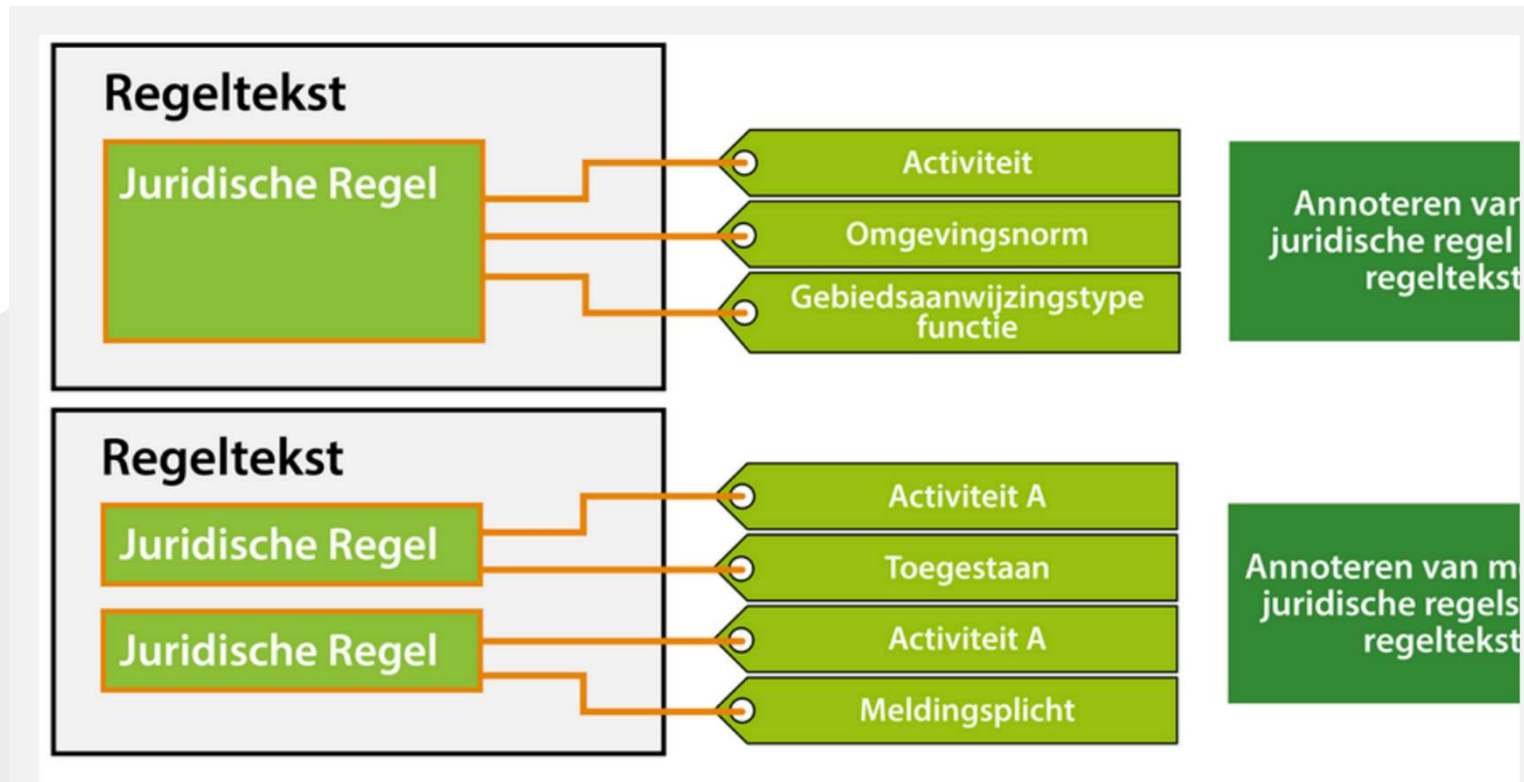 Regeltekst
Juridische Regel
Activiteit
Omgevingsnorm
Gebiedsaanwijzingstype
functie
Annoteren
juridische regel
regeltekst
Regeltekst
Juridische Regel
Juridische Regel
Activiteit A
Toegestaan
Activiteit A
Meldingsplicht
Annoteren van
juridische regels
regeltekst